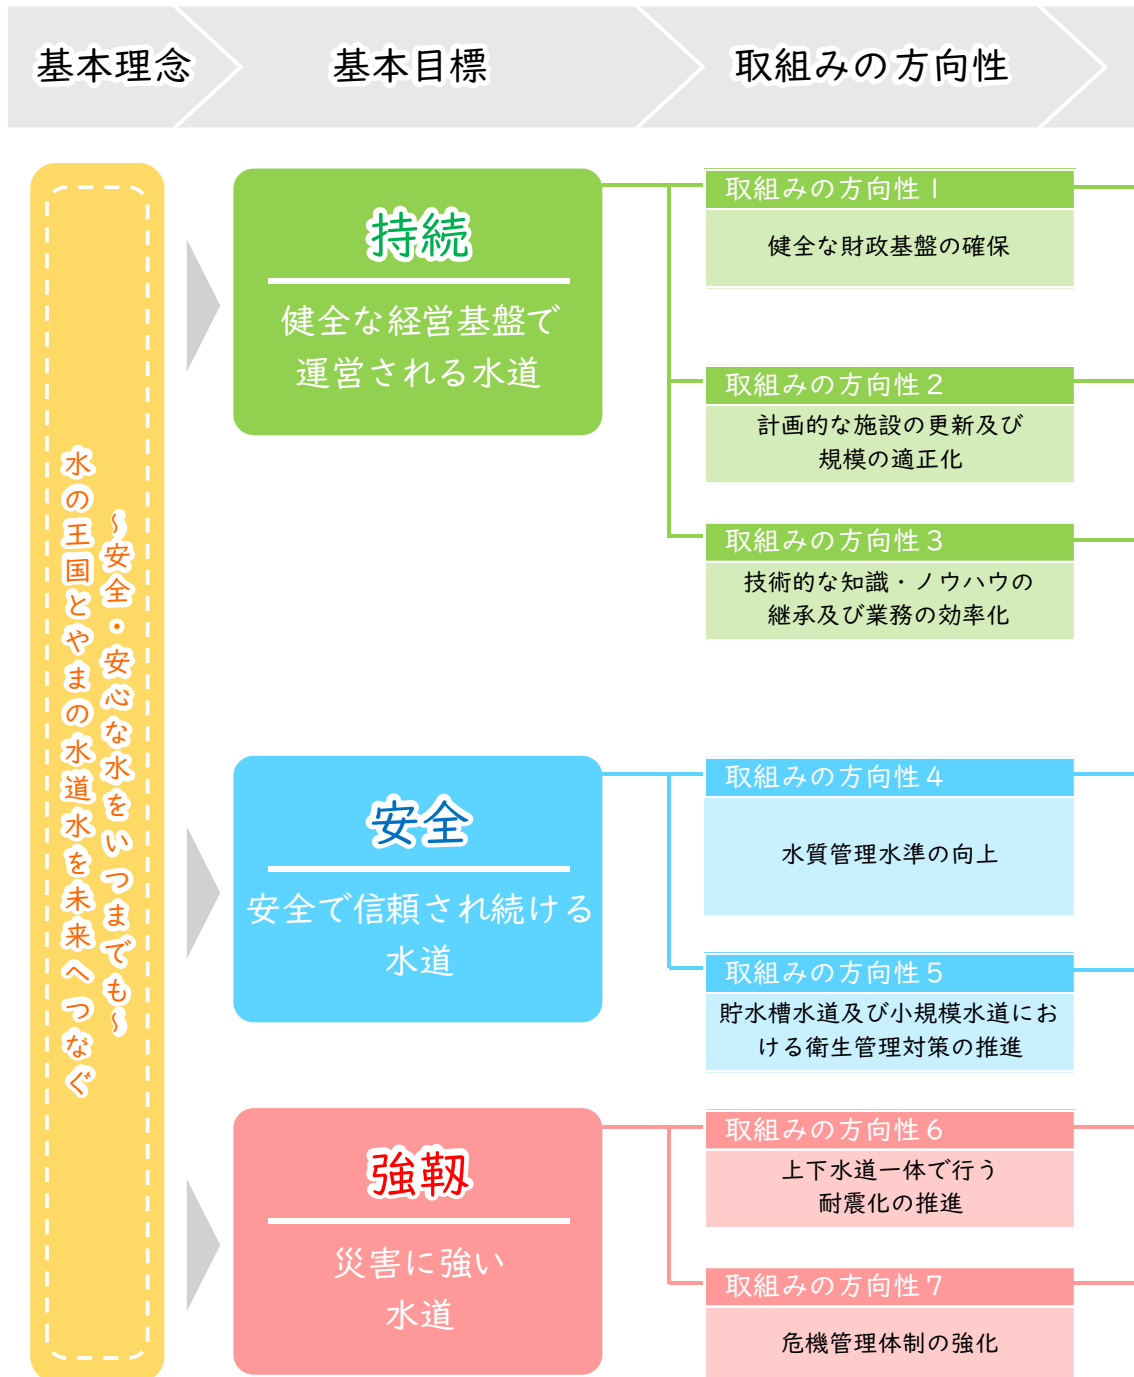 基本理念
基本目標
取組みの方向性
水の王国とやまの水道水を未来へつなぐ
～安全・安心な水をいつまでも～
持続
健全な経営基盤で
運営される水道
取組みの方向性１
健全な財政基盤の確保
取組みの方向性２
計画的な施設の更新及び
規模の適正化
取組みの方向性３
技術的な知識・ノウハウの
継承及び業務の効率化
安全
安全で信頼され続ける
水道
取組みの方向性４
水質管理水準の向上
取組みの方向性５
貯水槽水道及び小規模水道にお
ける衛生管理対策の推進
強靱
災害に強い
水道
取組みの方向性６
上下水道一体で行う
耐震化の推進
取組みの方向性７
危機管理体制の強化